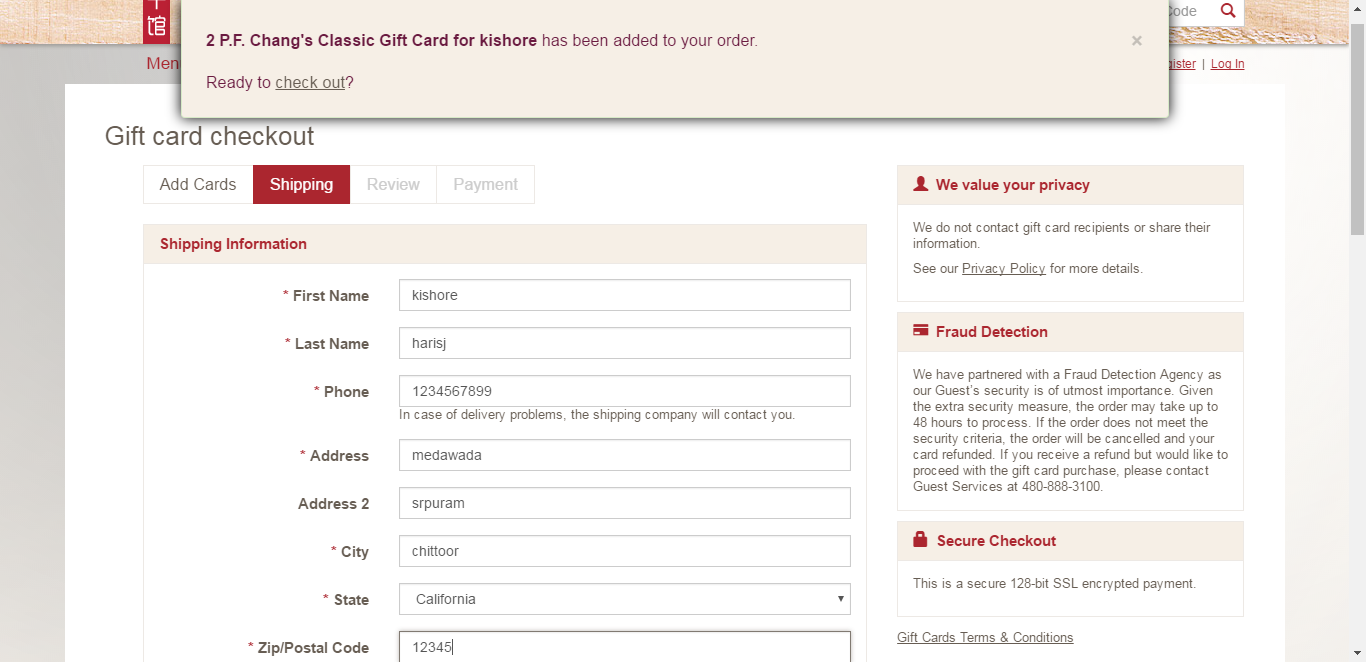 馆
Code
2 P.F. Chang's Classic Gift Card for kishore has been added to your order.
×
Ready to check out?
Men
gister | Log In
Gift card checkout
Add Cards
Shipping
Review
Payment
Shipping Information
* First Name
kishore
* Last Name
harisj
* Phone
1234567899
In case of delivery problems, the shipping company will contact you.
* Address
medawada
Address 2
srpuram
* City
chittoor
* State
California
* Zip/Postal Code
12345
We value your privacy
We do not contact gift card recipients or share their
information.
See our Privacy Policy for more details.
Fraud Detection
We have partnered with a Fraud Detection Agency as
our Guest's security is of utmost importance. Given
the extra security measure, the order may take up to
48 hours to process. If the order does not meet the
security criteria, the order will be cancelled and your
card refunded. If you receive a refund but would like to
proceed with the gift card purchase, please contact
Guest Services at 480-888-3100.
Secure Checkout
This is a secure 128-bit SSL encrypted payment.
Gift Cards Terms & Conditions